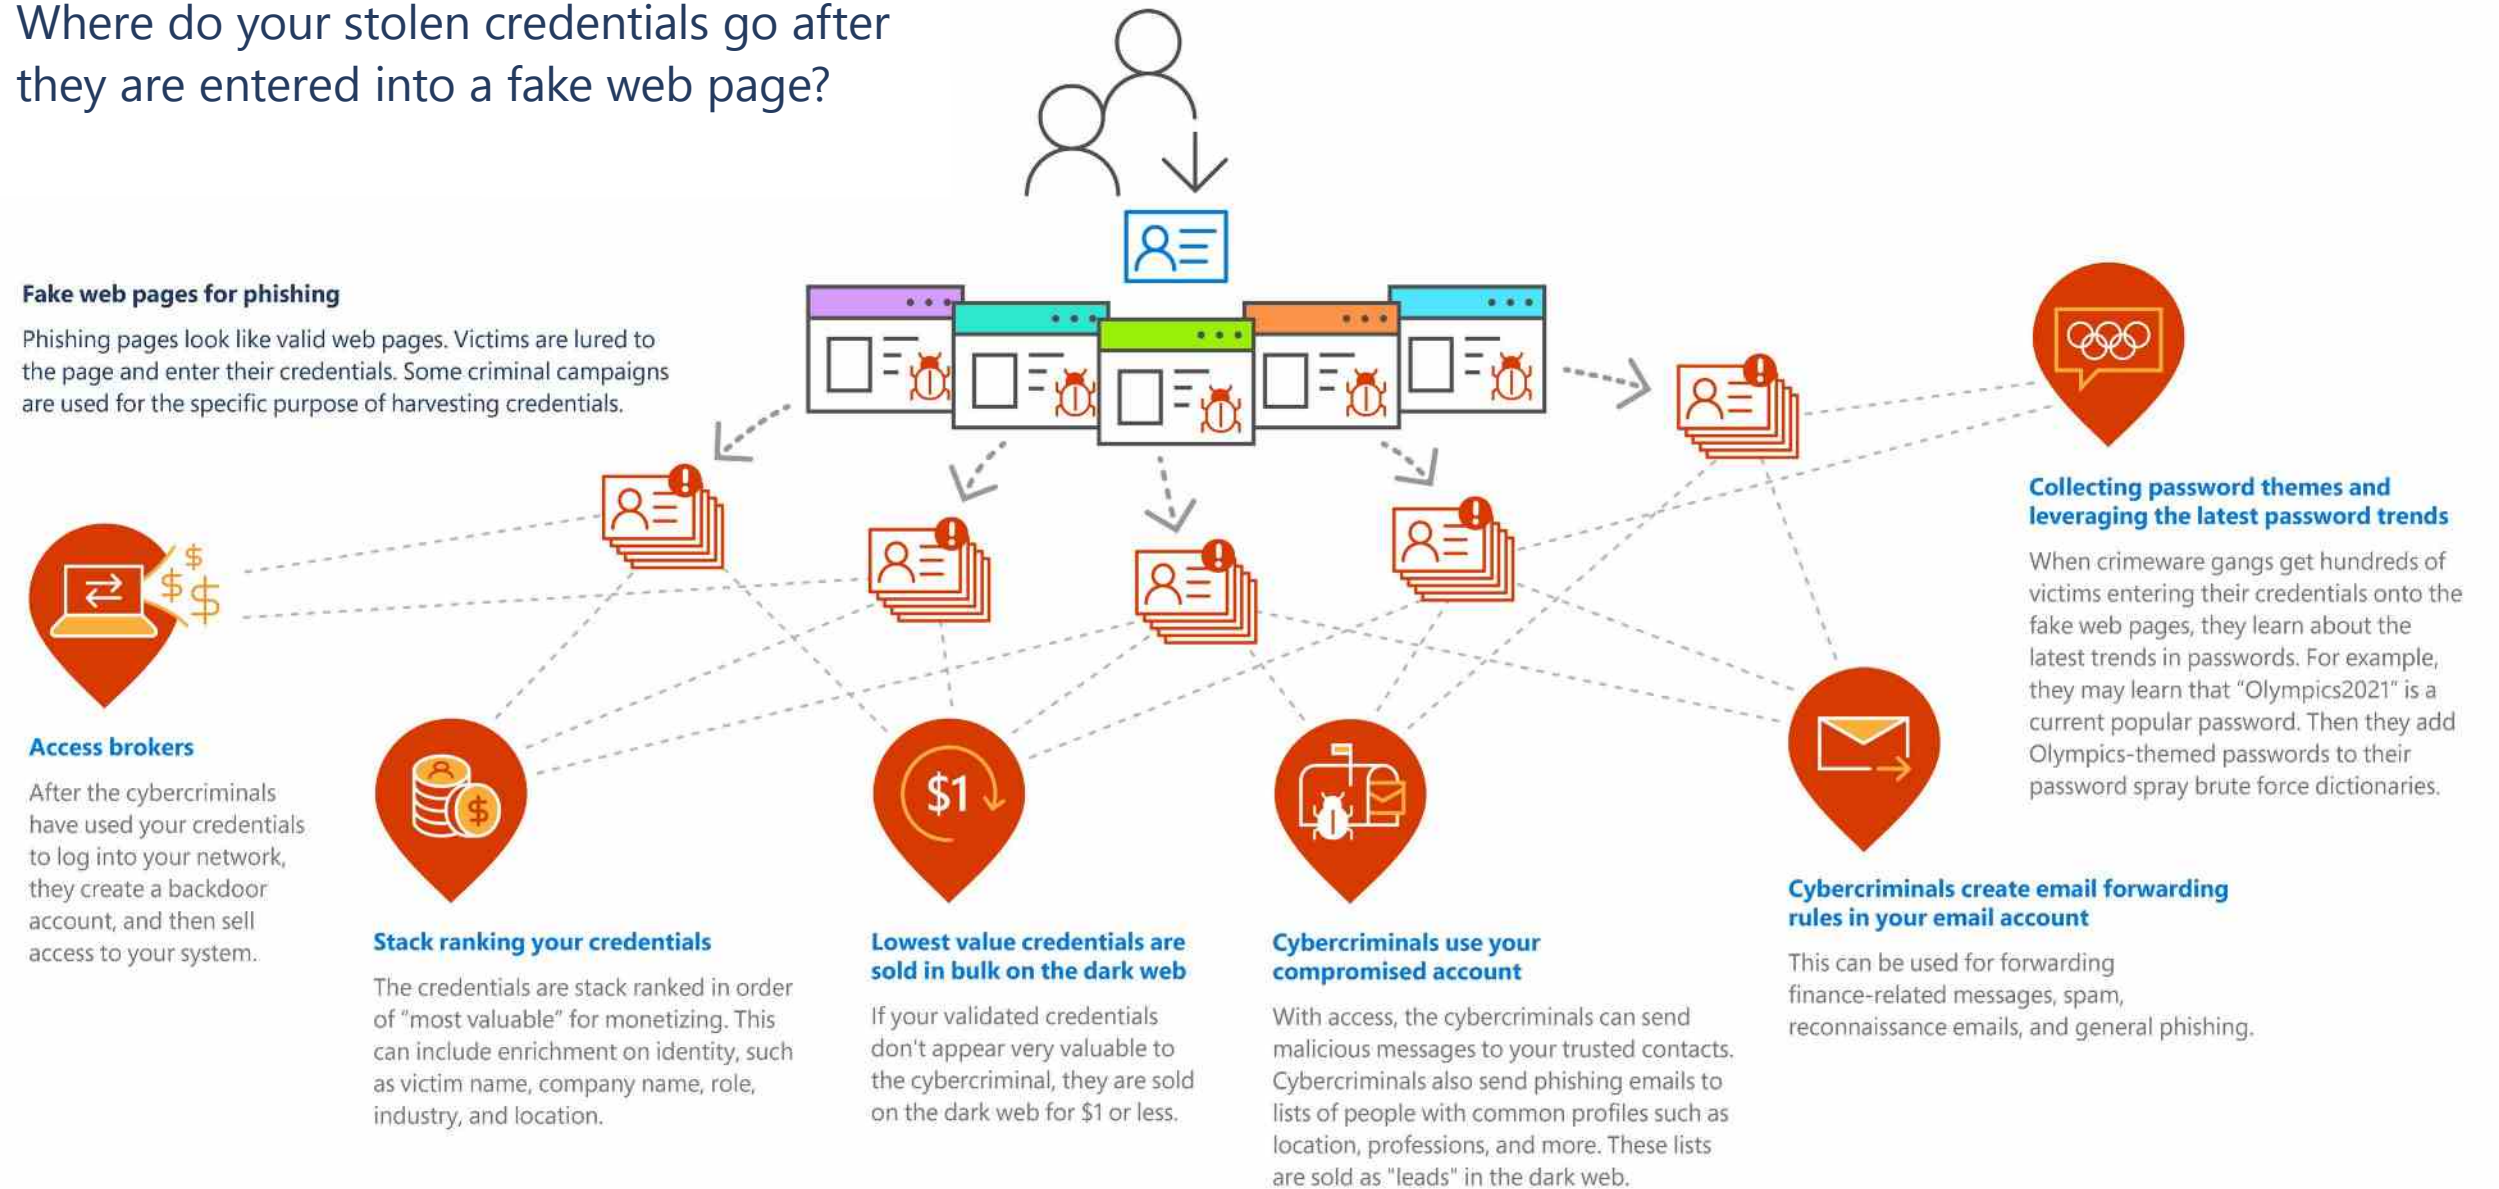 Where do your stolen credentials go after
they are entered into a fake web page?
Fake web pages for phishing
Phishing pages look like valid web pages. Victims are lured to
the page and enter their credentials. Some criminal campaigns
are used for the specific purpose of harvesting credentials.
Access brokers
After the cybercriminals
have used your credentials
to log into your network,
they create a backdoor
account, and then sell
access to your system.
$
$
$
Stack ranking your credentials
The credentials are stack ranked in order
of "most valuable" for monetizing. This
can include enrichment on identity, such
as victim name, company name, role,
industry, and location.
$
$1
Lowest value credentials are
sold in bulk on the dark web
If your validated credentials
don't appear very valuable to
the cybercriminal, they are sold
on the dark web for $1 or less.
Cybercriminals use your
compromised account
With access, the cybercriminals can send
malicious messages to your trusted contacts.
Cybercriminals also send phishing emails to
lists of people with common profiles such as
location, professions, and more. These lists
are sold as "leads" in the dark web.
Cybercriminals create email forwarding
rules in your email account
This can be used for forwarding
finance-related messages, spam,
reconnaissance emails, and general phishing.
Collecting password themes and
leveraging the latest password trends
When crimeware gangs get hundreds of
victims entering their credentials onto the
fake web pages, they learn about the
latest trends in passwords. For example,
they may learn that "Olympics2021" is a
current popular password. Then they add
Olympics-themed passwords to their
password spray brute force dictionaries.